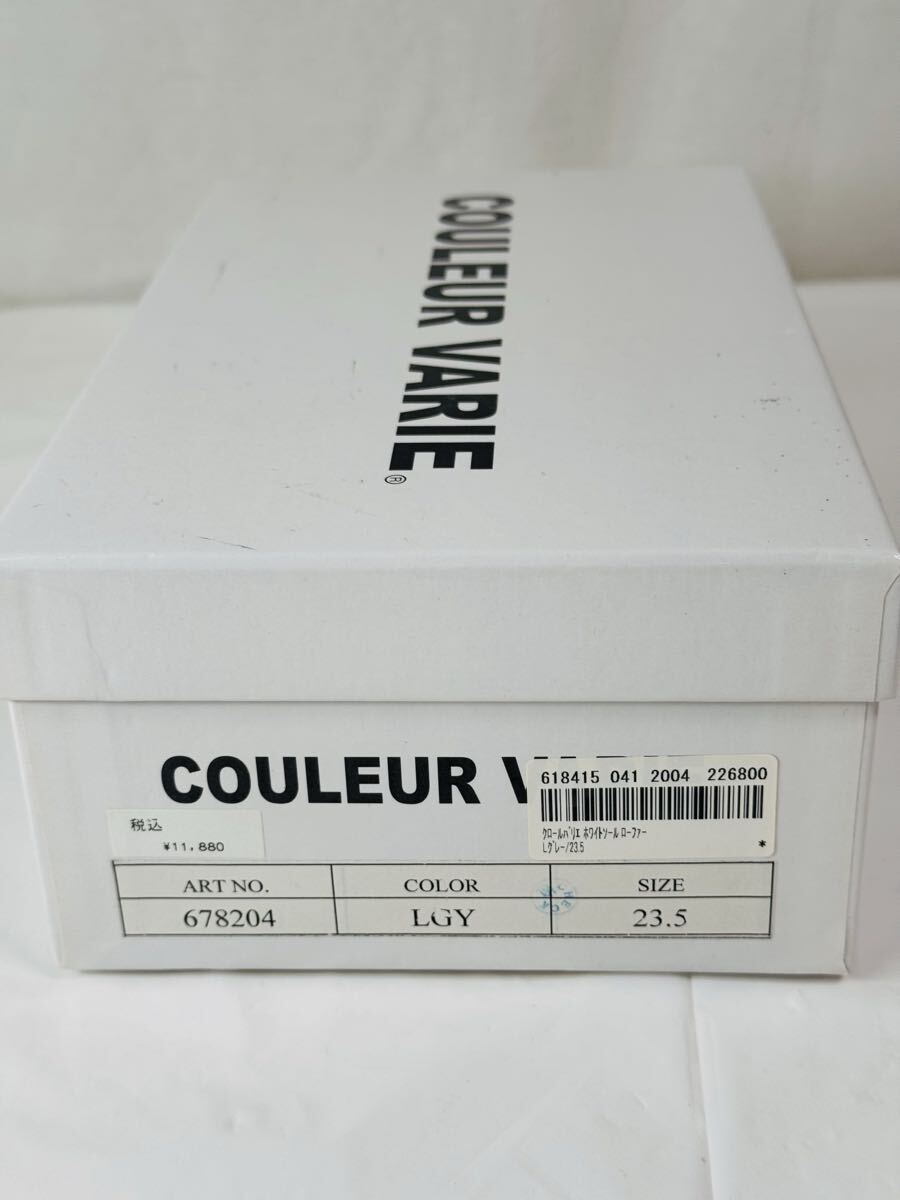 COULEUR VARIE
®
COULEUR
618415 041 2004 226800
ｸﾛｰﾙﾊﾞﾘｴ ﾎﾜｲﾄｿｰﾙ ﾛｰﾌｧｰ
Lｸﾞﾚｰ/23.5
*
税込
¥11,880
ART NO. COLOR SIZE
678204 LGY 23.5